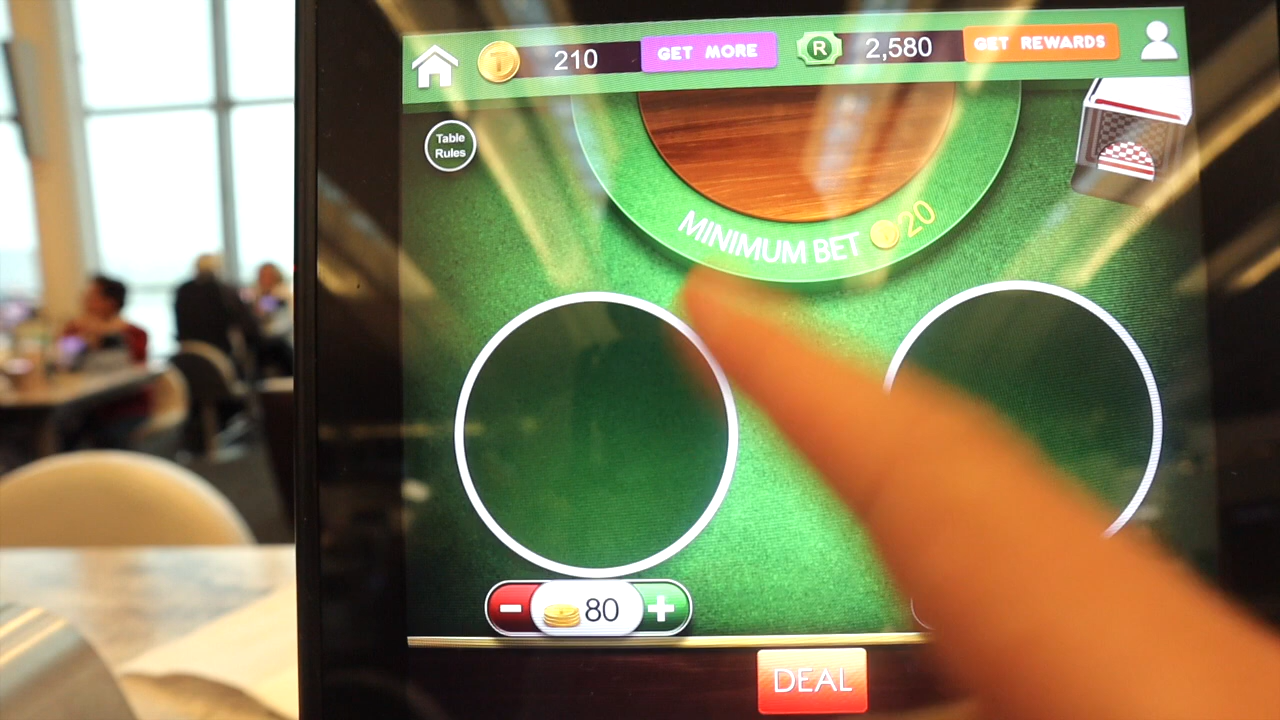 210
GET MORE
R
2,580
GET REWARDS
Table
Rules
MINIMUM BET 20
80
DEAL